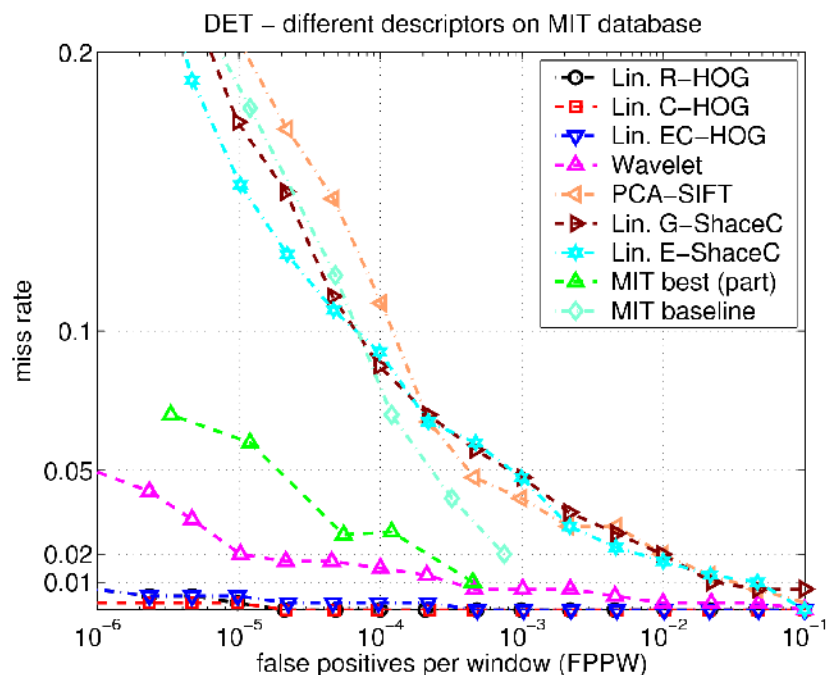 DET − different descriptors on MIT database
0.2
0.1
0.05
0.02
0.01
miss rate
Lin. R−HOG
Lin. C−HOG
Lin. EC−HOG
Wavelet
PCA−SIFT
Lin. G−ShaceC
Lin. E−ShaceC
MIT best (part)
MIT baseline
10⁻⁶ 10⁻⁵ 10⁻⁴ 10⁻³ 10⁻² 10⁻¹
false positives per window (FPPW)